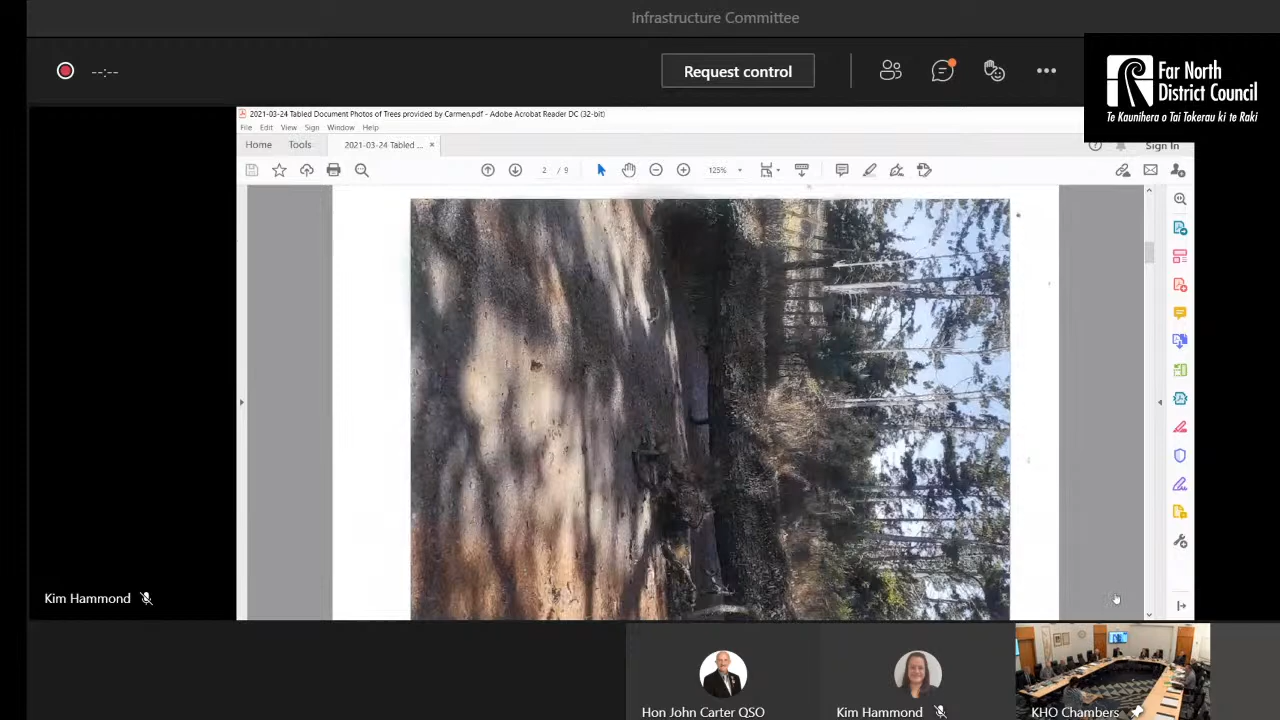 Infrastructure Committee
--:--
Request control
Far North
District Council
Te Kaunihera o Tai Tokerau ki te Raki
2021-03-24 Tabled Document Photos of Trees provided by Carmen.pdf - Adobe Acrobat Reader DC (32-bit)
File Edit View Sign Window Help
Home Tools 2021-03-24 Tabled ... ×
Sign In
2 / 9
125%
Kim Hammond
Hon John Carter QSO
Kim Hammond
KHO Chambers